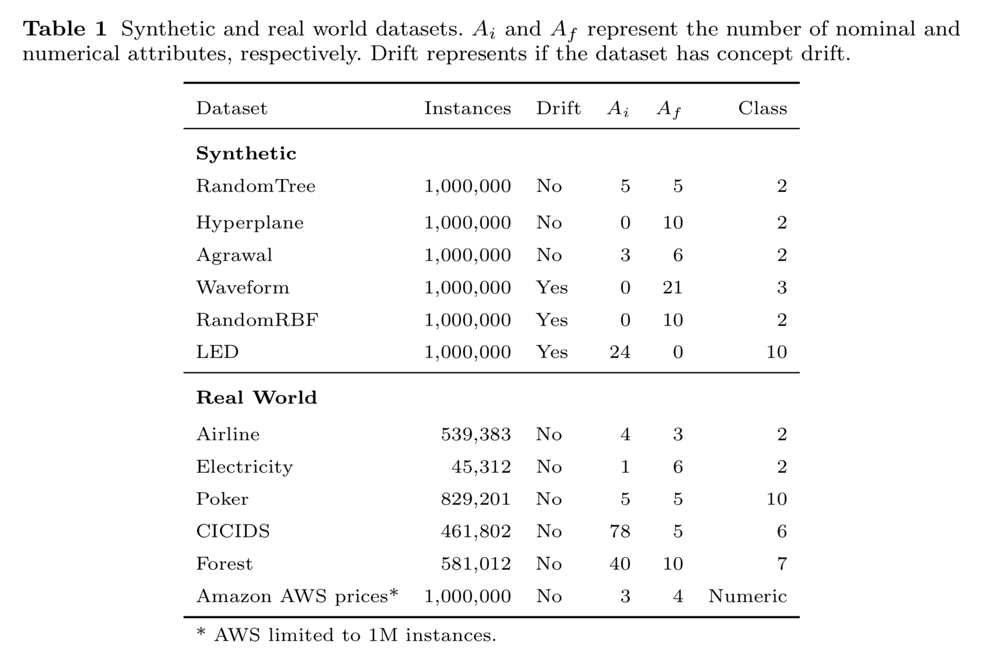 Table 1 Synthetic and real world datasets. A_i and A_f represent the number of nominal and
numerical attributes, respectively. Drift represents if the dataset has concept drift.
Dataset Instances Drift A_i A_f Class
Synthetic
RandomTree 1,000,000 No 5 5 2
Hyperplane 1,000,000 No 0 10 2
Agrawal 1,000,000 No 3 6 2
Waveform 1,000,000 Yes 0 21 3
RandomRBF 1,000,000 Yes 0 10 2
LED 1,000,000 Yes 24 0 10
Real World
Airline 539,383 No 4 3 2
Electricity 45,312 No 1 6 2
Poker 829,201 No 5 5 10
CICIDS 461,802 No 78 5 6
Forest 581,012 No 40 10 7
Amazon AWS prices* 1,000,000 No 3 4 Numeric
* AWS limited to 1M instances.